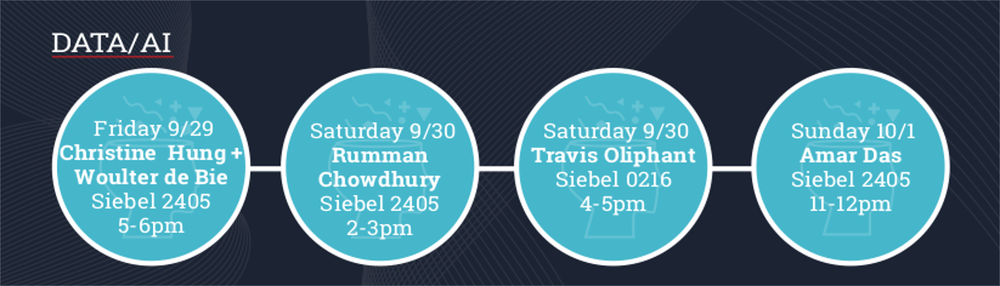 DATA/AI
Friday 9/29
Christine Hung +
Woulter de Bie
Siebel 2405
5-6pm
Saturday 9/30
Rumman
Chowdhury
Siebel 2405
2-3pm
Saturday 9/30
Travis Oliphant
Siebel 0216
4-5pm
Sunday 10/1
Amar Das
Siebel 2405
11-12pm